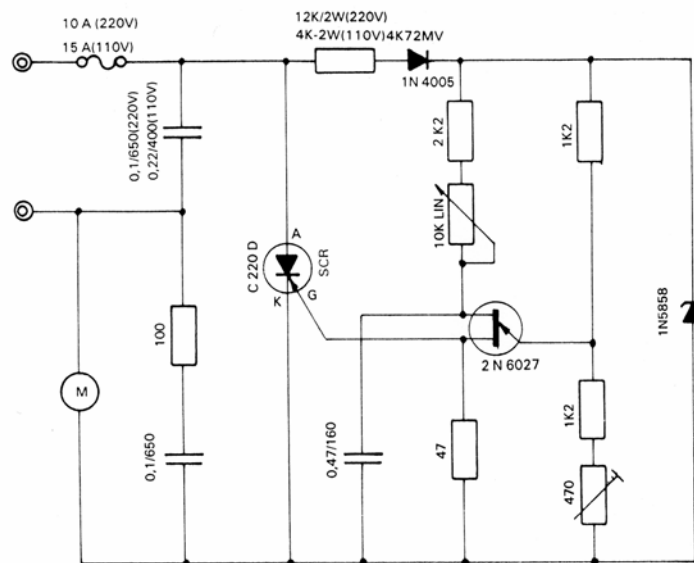 10 A (220V)
15 A(110V)
12K/2W(220V)
4K-2W(110V)4K72MV
1N 4005
0,1/650(220V)
0,22/400(110V)
2 K2
1K2
10K LIN
A
C 220 D
SCR
K
G
1N5858
100
2 N 6027
M
0,1/650
0,47/160
47
1K2
470